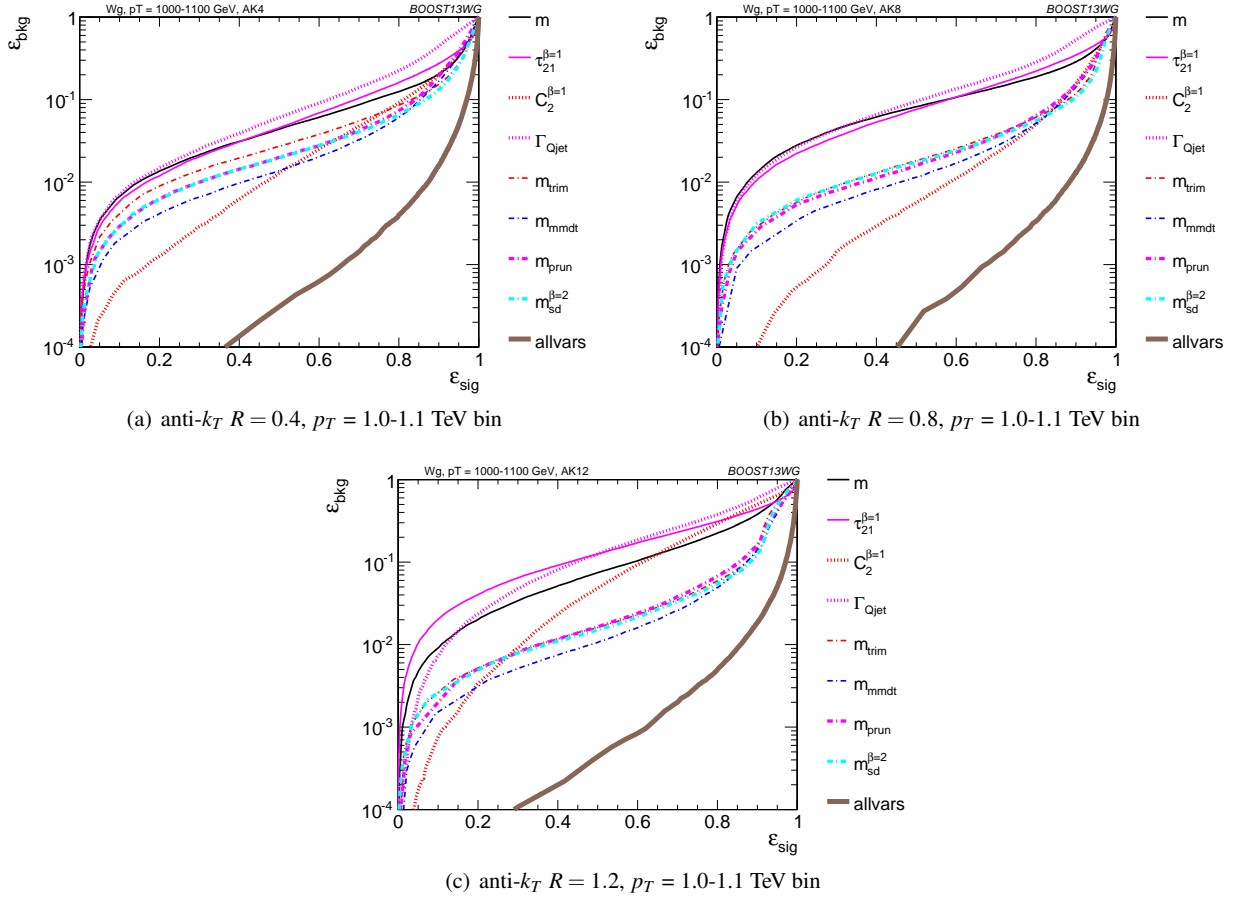 Wg, pT = 1000-1100 GeV, AK4 BOOST13WG
ε_bkg
1
10^-1
10^-2
10^-3
10^-4
0 0.2 0.4 0.6 0.8 1
ε_sig
m
τ_21^β=1
C_2^β=1
Γ_Qjet
m_trim
m_mmdt
m_prun
m_sd^β=2
allvars
(a) anti-k_T R = 0.4, p_T = 1.0-1.1 TeV bin
Wg, pT = 1000-1100 GeV, AK8 BOOST13WG
ε_bkg
1
10^-1
10^-2
10^-3
10^-4
0 0.2 0.4 0.6 0.8 1
ε_sig
m
τ_21^β=1
C_2^β=1
Γ_Qjet
m_trim
m_mmdt
m_prun
m_sd^β=2
allvars
(b) anti-k_T R = 0.8, p_T = 1.0-1.1 TeV bin
Wg, pT = 1000-1100 GeV, AK12 BOOST13WG
ε_bkg
1
10^-1
10^-2
10^-3
10^-4
0 0.2 0.4 0.6 0.8 1
ε_sig
m
τ_21^β=1
C_2^β=1
Γ_Qjet
m_trim
m_mmdt
m_prun
m_sd^β=2
allvars
(c) anti-k_T R = 1.2, p_T = 1.0-1.1 TeV bin